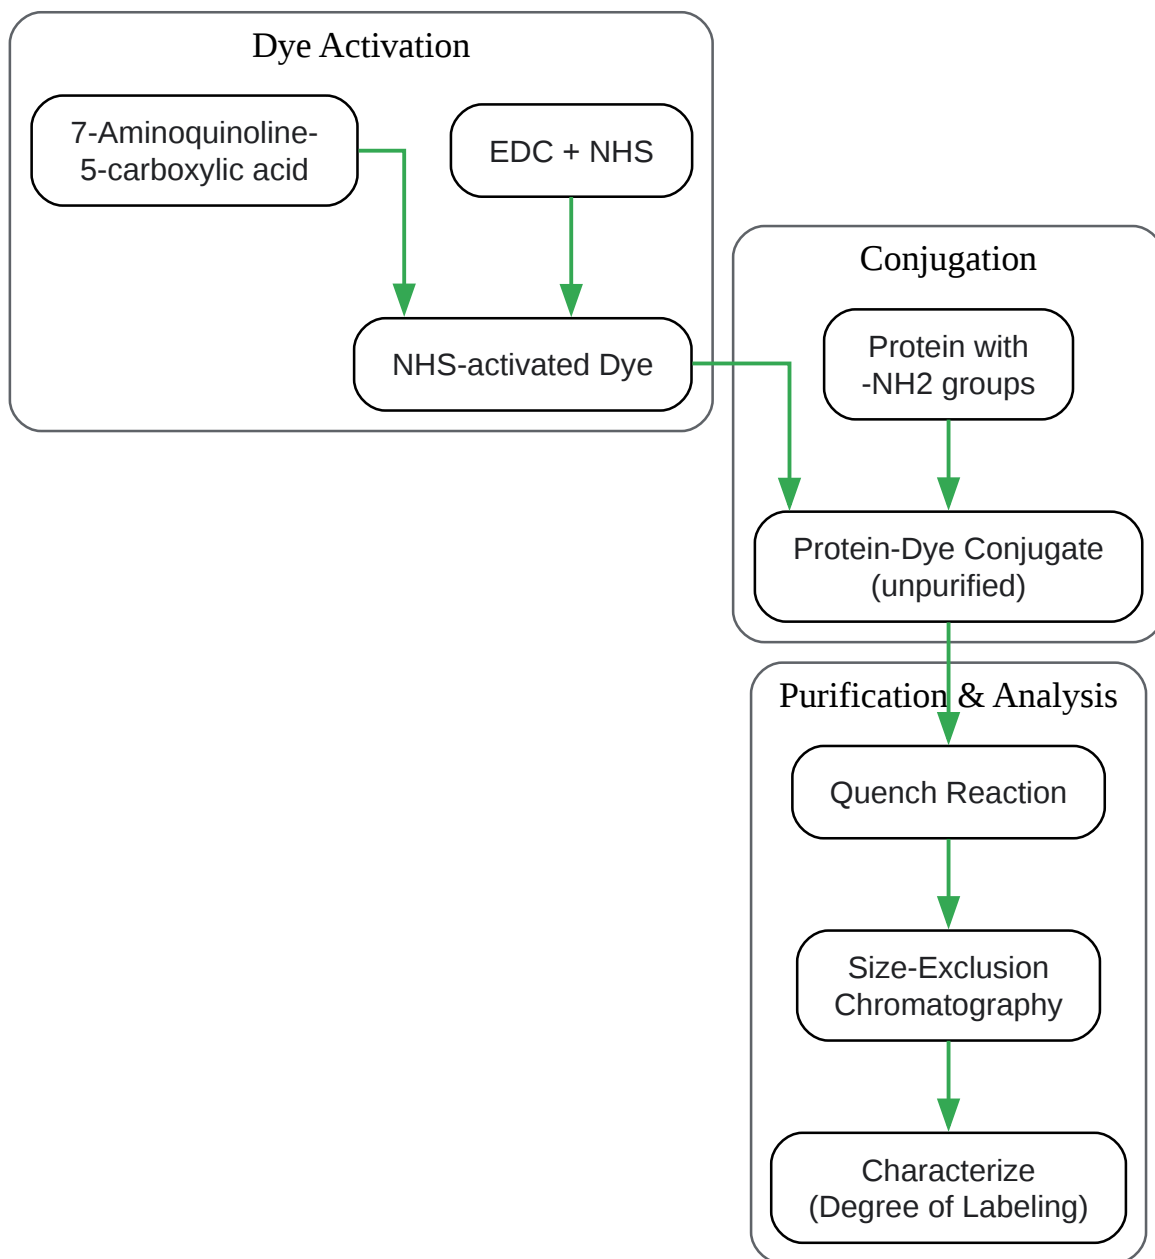 Dye Activation
7-Aminoquinoline-
5-carboxylic acid
EDC + NHS
NHS-activated Dye
Conjugation
Protein with
-NH2 groups
Protein-Dye Conjugate
(unpurified)
Purification & Analysis
Quench Reaction
Size-Exclusion
Chromatography
Characterize
(Degree of Labeling)